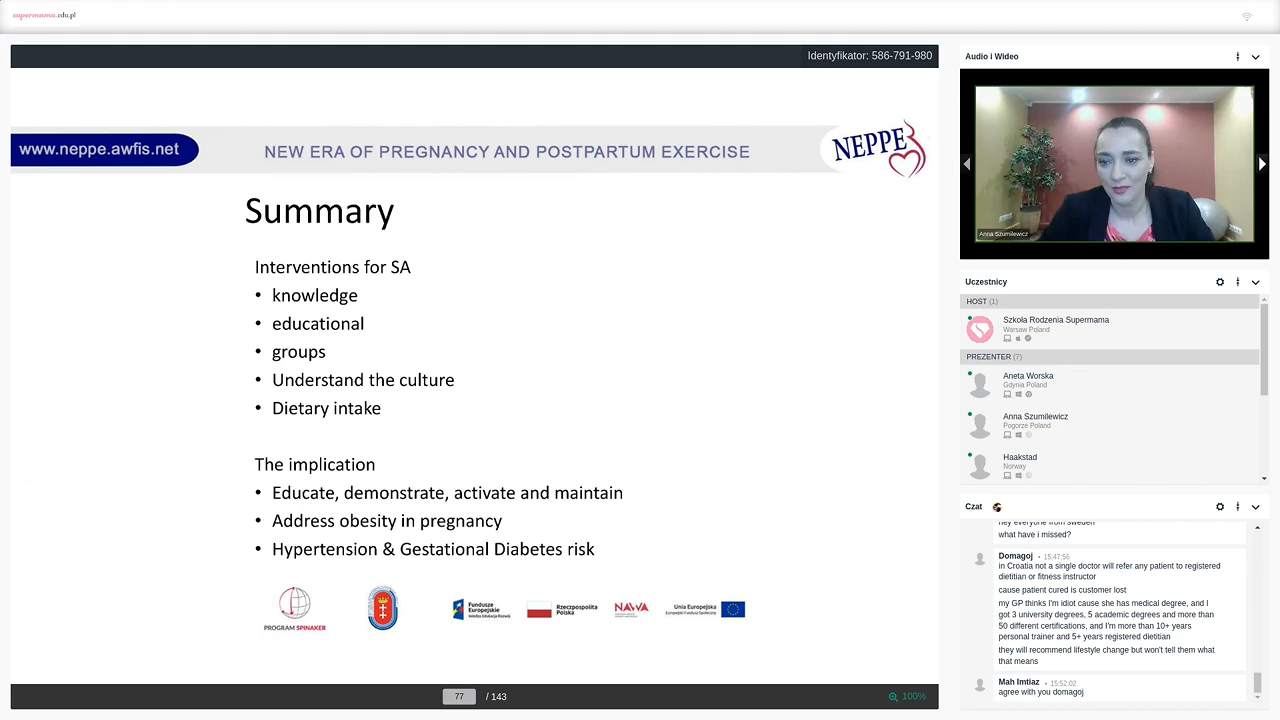 supermama.edu.pl
Identyfikator: 586-791-980
www.neppe.awfis.net
NEW ERA OF PREGNANCY AND POSTPARTUM EXERCISE
NEPPE
Summary
Interventions for SA
• knowledge
• educational
• groups
• Understand the culture
• Dietary intake
The implication
• Educate, demonstrate, activate and maintain
• Address obesity in pregnancy
• Hypertension & Gestational Diabetes risk
PROGRAM SPINAKER
Fundusze
Europejskie
Wiedza Edukacja Rozwój
Rzeczpospolita
Polska
NAWA
Unia Europejska
Europejski Fundusz Społeczny
77 / 143
100%
Audio i Wideo
Anna Szumilewicz
Uczestnicy
HOST (1)
Szkoła Rodzenia Supermama
Warsaw Poland
PREZENTER (7)
Aneta Worska
Gdynia Poland
Anna Szumilewicz
Pogorze Poland
Haakstad
Norway
Czat
hey everyone from sweden
what have i missed?
Domagoj • 15:47:56
in Croatia not a single doctor will refer any patient to registered
dietitian or fitness instructor
cause patient cured is customer lost
my GP thinks I'm idiot cause she has medical degree, and I
got 3 university degrees, 5 academic degrees and more than
50 different certifications, and I'm more than 10+ years
personal trainer and 5+ years registered dietitian
they will recommend lifestyle change but won't tell them what
that means
Mah Imtiaz • 15:52:02
agree with you domagoj